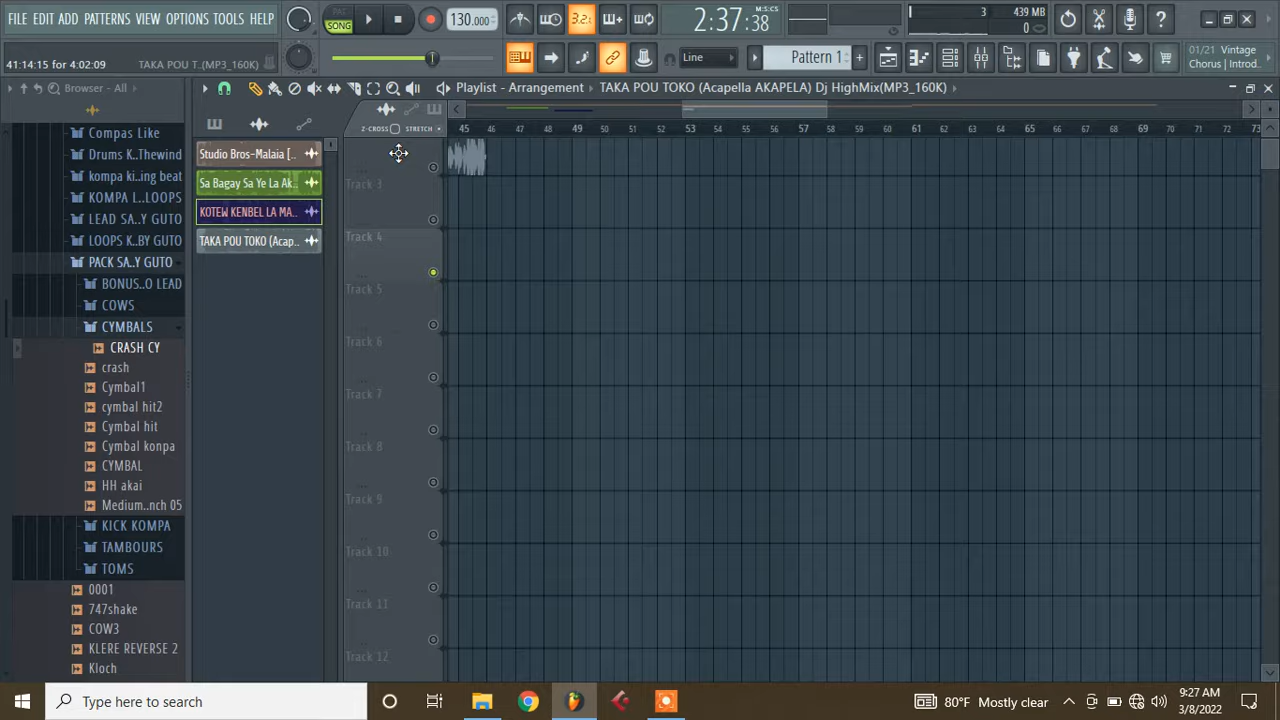 FILE EDIT ADD PATTERNS VIEW OPTIONS TOOLS HELP
PAT
SONG
130.000
3.2:
2:37:38
M:S:CS
3
439 MB
0
41:14:15 for 4:02:09
TAKA POU T..(MP3_160K)
Line
Pattern 1
01/21 Vintage
Chorus | Introd..
Browser - All
Playlist - Arrangement
TAKA POU TOKO (Acapella AKAPELA) Dj HighMix(MP3_160K)
Z-CROSS
STRETCH
45 46 47 48 49 50 51 52 53 54 55 56 57 58 59 60 61 62 63 64 65 66 67 68 69 70 71 72 73
Compas Like
Drums K..Thewind
kompa ki..ing beat
KOMPA L..LOOPS
LEAD SA..Y GUTO
LOOPS K..BY GUTO
PACK SA..Y GUTO
BONUS..O LEAD
COWS
CYMBALS
CRASH CY
crash
Cymbal1
cymbal hit2
Cymbal hit
Cymbal konpa
CYMBAL
HH akai
Medium..nch 05
KICK KOMPA
TAMBOURS
TOMS
0001
747shake
COW3
KLERE REVERSE 2
Kloch
Studio Bros-Malaia [..
Sa Bagay Sa Ye La Ak..
KOTEW KENBEL LA MA..
TAKA POU TOKO (Acap..
Track 3
Track 4
Track 5
Track 6
Track 7
Track 8
Track 9
Track 10
Track 11
Track 12
Type here to search
80°F Mostly clear
9:27 AM
3/8/2022